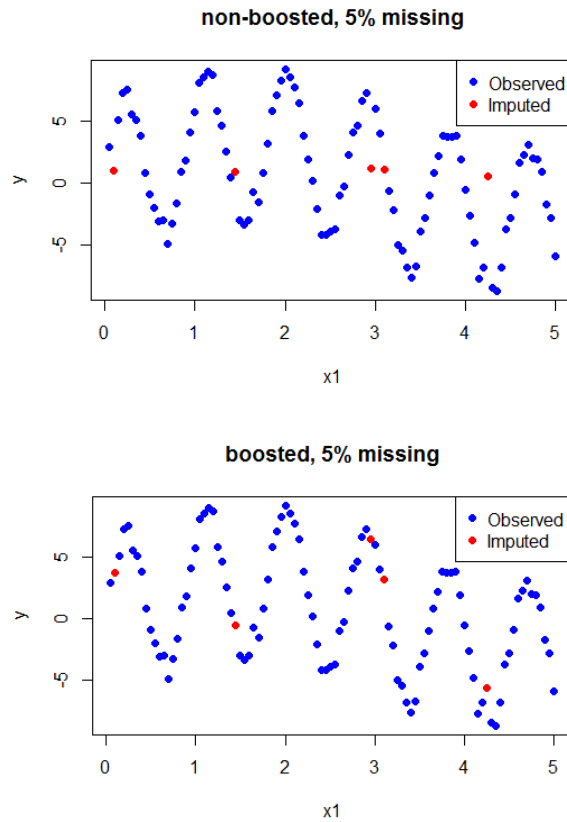 non-boosted, 5% missing
Observed
Imputed
y
5
0
-5
0 1 2 3 4 5
x1
boosted, 5% missing
Observed
Imputed
y
5
0
-5
0 1 2 3 4 5
x1